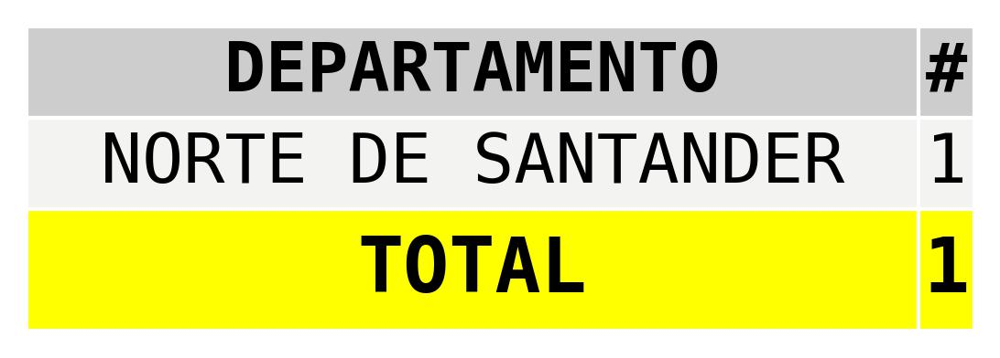 DEPARTAMENTO #
NORTE DE SANTANDER 1
TOTAL 1